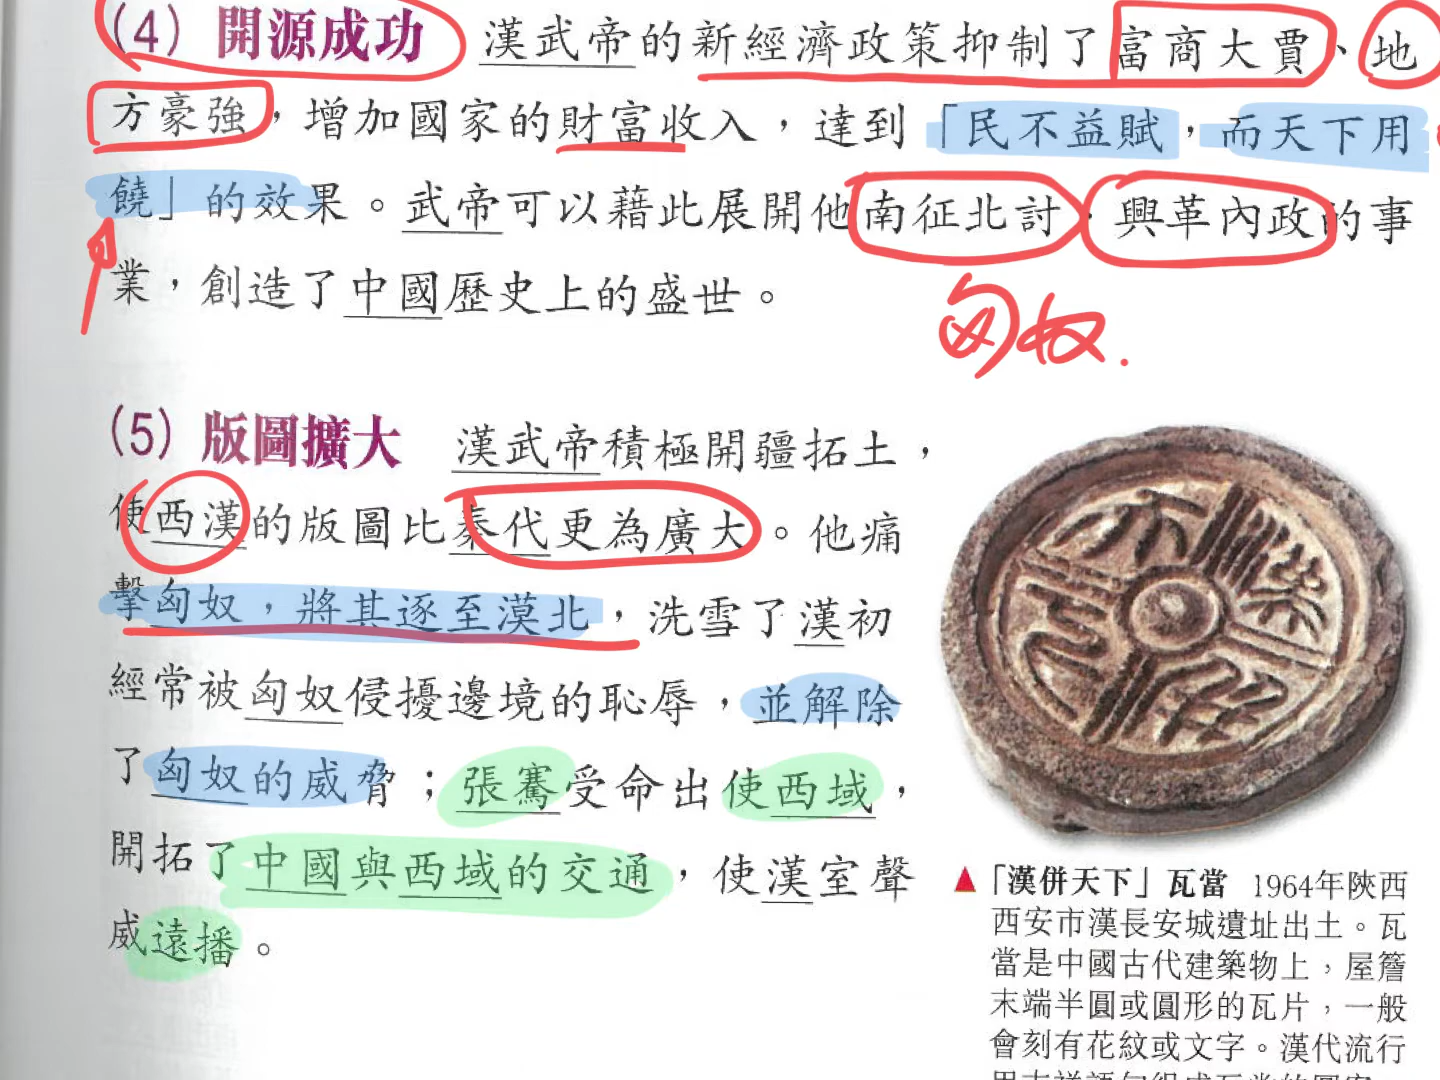 (4) 開源成功　漢武帝的新經濟政策抑制了富商大賈、地
方豪強，增加國家的財富收入，達到「民不益賦，而天下用
饒」的效果。武帝可以藉此展開他南征北討，興革內政的事
業，創造了中國歷史上的盛世。
匈奴.
(5) 版圖擴大　漢武帝積極開疆拓土，
使西漢的版圖比秦代更為廣大。他痛
擊匈奴，將其逐至漠北，洗雪了漢初
經常被匈奴侵擾邊境的恥辱，並解除
了匈奴的威脅；張騫受命出使西域，
開拓了中國與西域的交通，使漢室聲
威遠播。
▲「漢併天下」瓦當　1964年陝西
西安市漢長安城遺址出土。瓦
當是中國古代建築物上，屋簷
末端半圓或圓形的瓦片，一般
會刻有花紋或文字。漢代流行